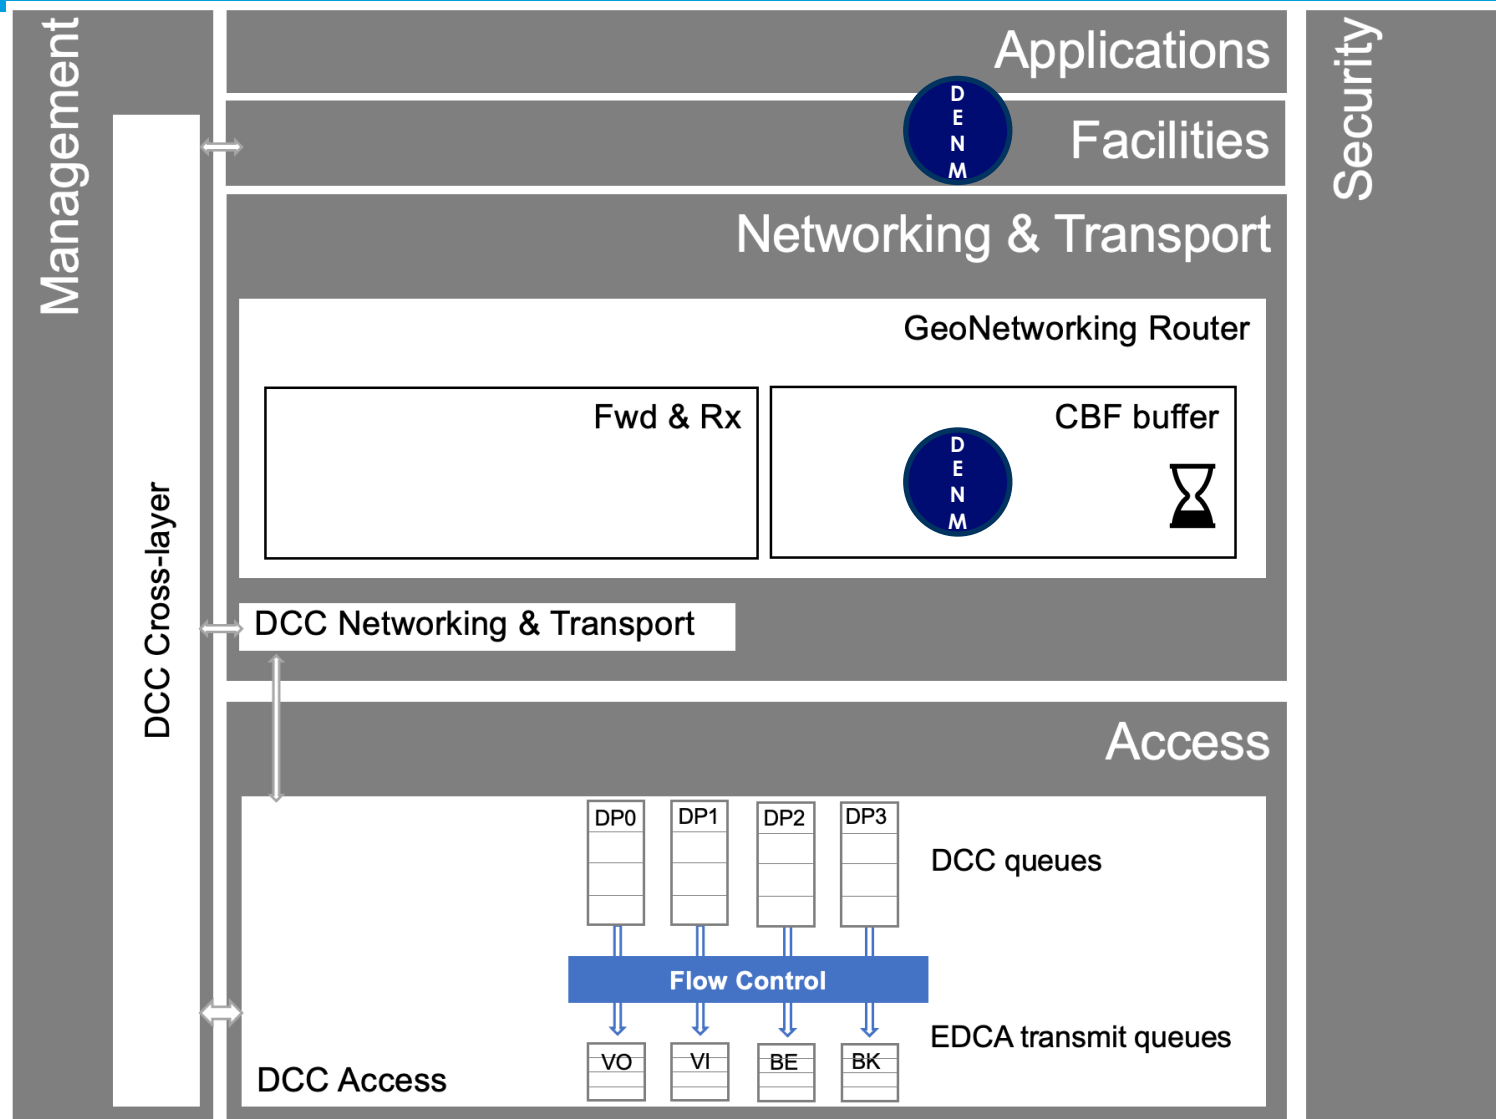 Management
Applications
Security
D
E
N
M
Facilities
Networking & Transport
GeoNetworking Router
Fwd & Rx
CBF buffer
D
E
N
M
DCC Cross-layer
DCC Networking & Transport
Access
DP0 DP1 DP2 DP3
DCC queues
Flow Control
EDCA transmit queues
VO VI BE BK
DCC Access